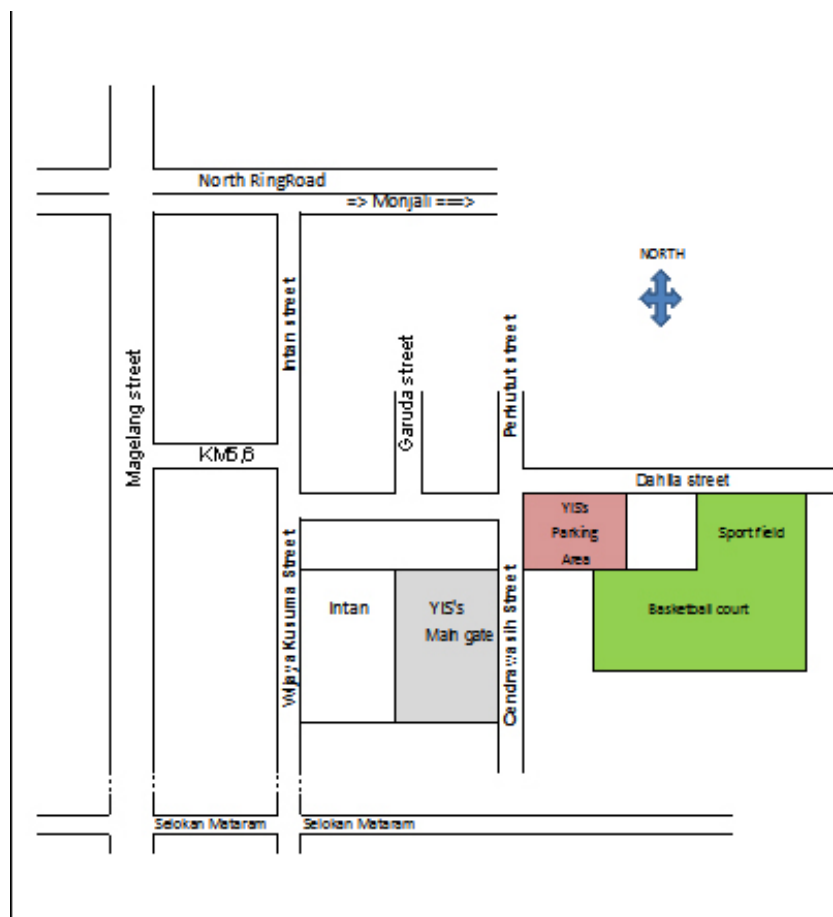 North RingRoad
=> Monjali ===>
NORTH
Intan street
Perkutut street
Garuda street
Magelang street
KM5,6
Dahlia street
YIS's
Parking
Area
Sport field
Wijaya Kusuma Street
Cendrawasih Street
Intan
YIS's
Main gate
Basketball court
Selokan Mataram
Selokan Mataram